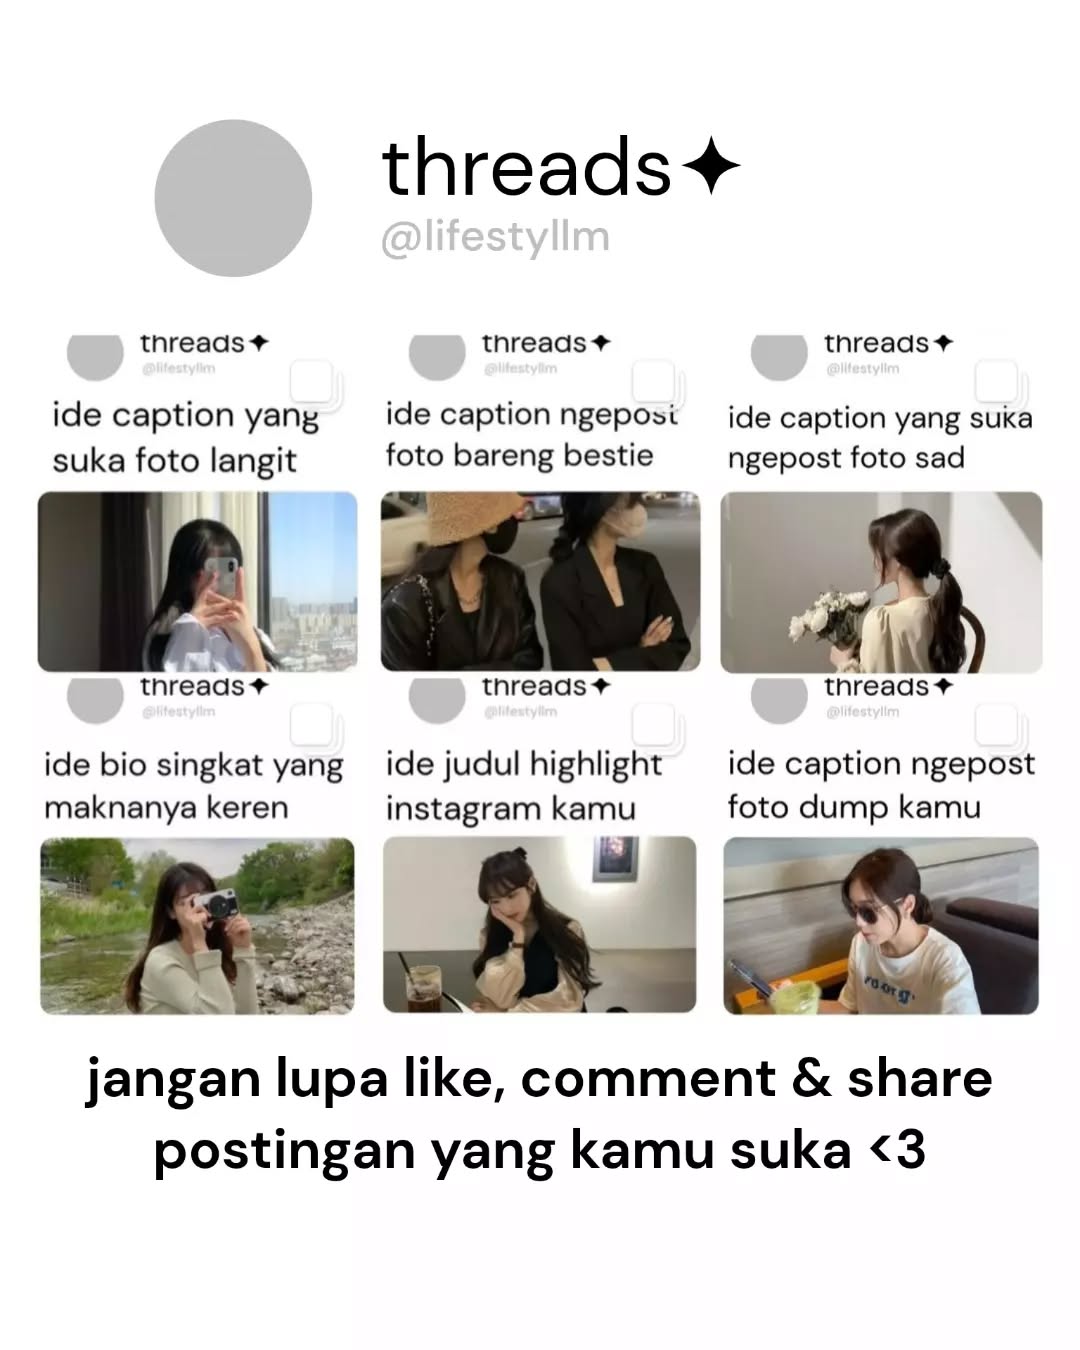 threads✦
@lifestyllm
threads✦
@lifestyllm
ide caption yang
suka foto langit
threads✦
@lifestyllm
ide caption ngepost
foto bareng bestie
threads✦
@lifestyllm
ide caption yang suka
ngepost foto sad
threads✦
@lifestyllm
ide bio singkat yang
maknanya keren
threads✦
@lifestyllm
ide judul highlight
instagram kamu
threads✦
@lifestyllm
ide caption ngepost
foto dump kamu
jangan lupa like, comment & share
postingan yang kamu suka <3